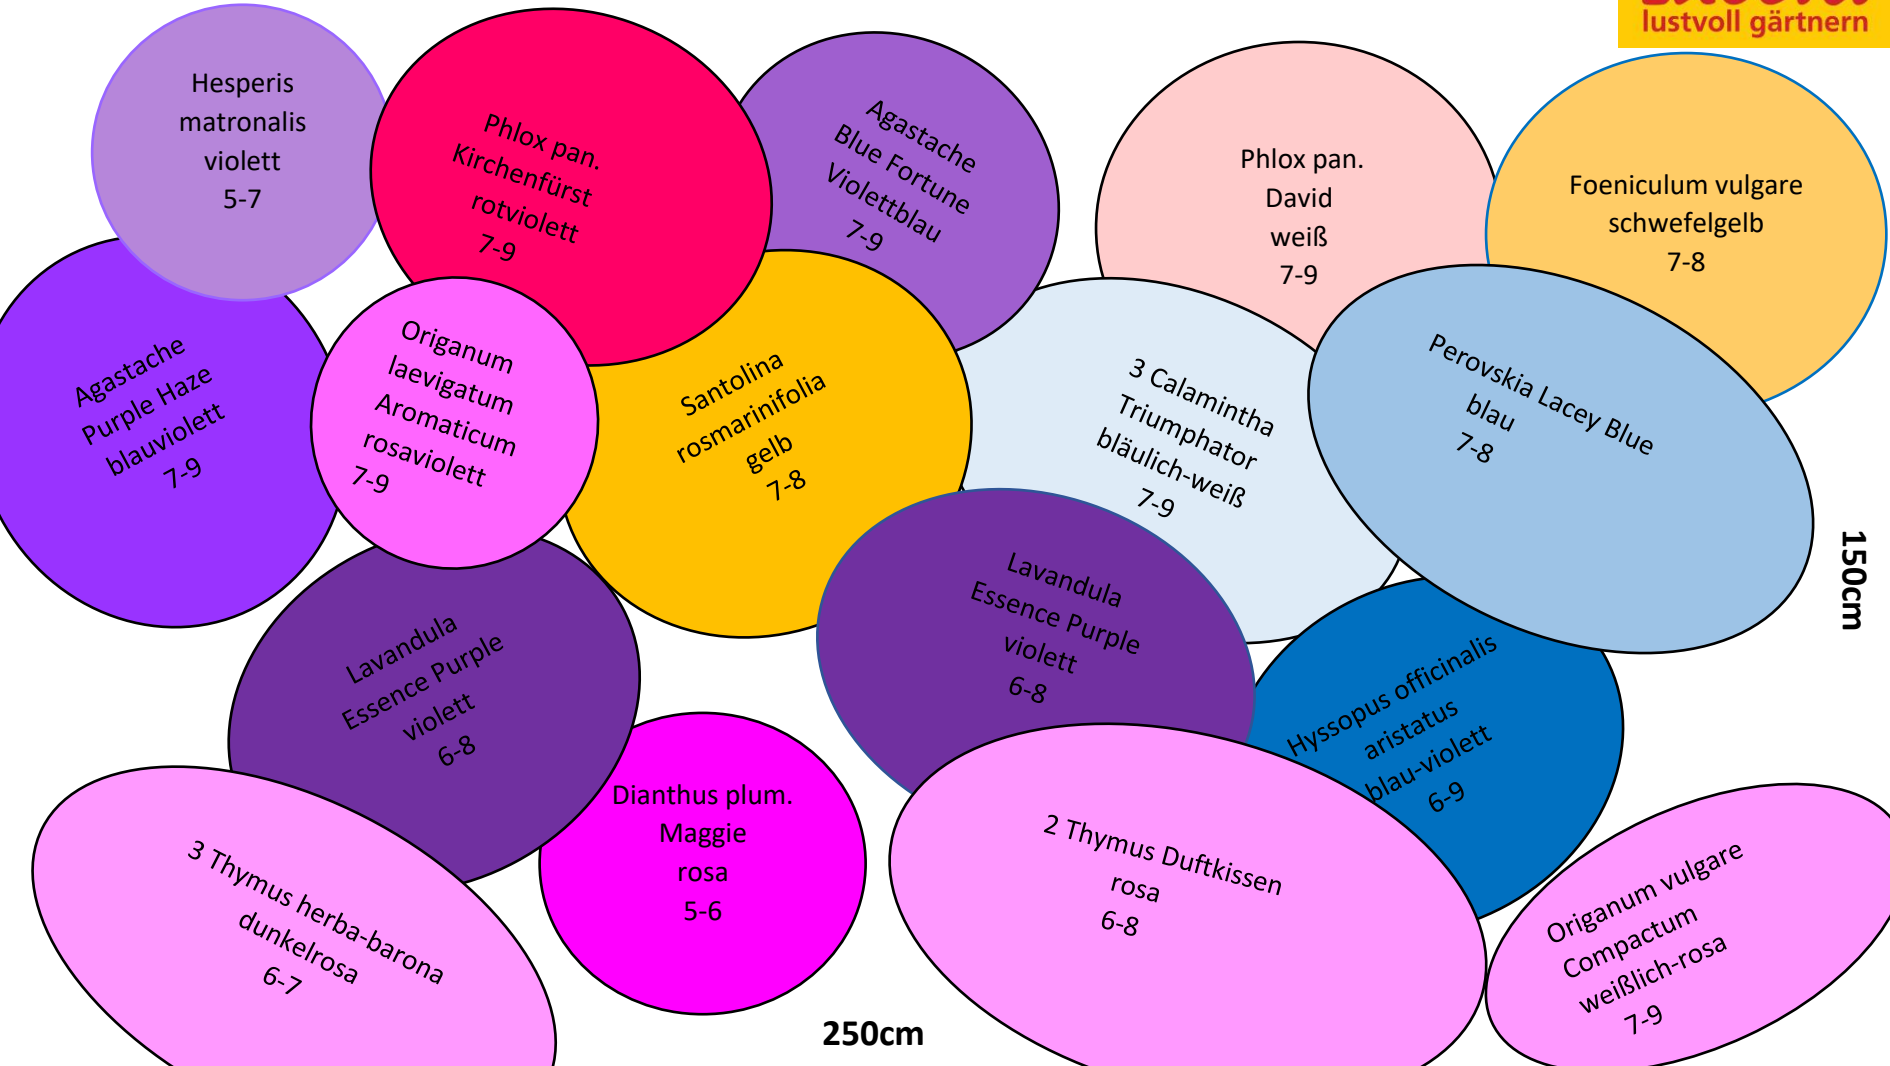 lustvoll gärtnern
Hesperis
matronalis
violett
5-7
Phlox pan.
Kirchenfürst
rotviolett
7-9
Agastache
Blue Fortune
Violettblau
7-9
Phlox pan.
David
weiß
7-9
Foeniculum vulgare
schwefelgelb
7-8
Agastache
Purple Haze
blauviolett
7-9
Origanum
laevigatum
Aromaticum
rosaviolett
7-9
Santolina
rosmarinifolia
gelb
7-8
3 Calamintha
Triumphator
bläulich-weiß
7-9
Perovskia Lacey Blue
blau
7-8
150cm
Lavandula
Essence Purple
violett
6-8
Lavandula
Essence Purple
violett
6-8
Hyssopus officinalis
aristatus
blau-violett
6-9
3 Thymus herba-barona
dunkelrosa
6-7
Dianthus plum.
Maggie
rosa
5-6
2 Thymus Duftkissen
rosa
6-8
Origanum vulgare
Compactum
weißlich-rosa
7-9
250cm